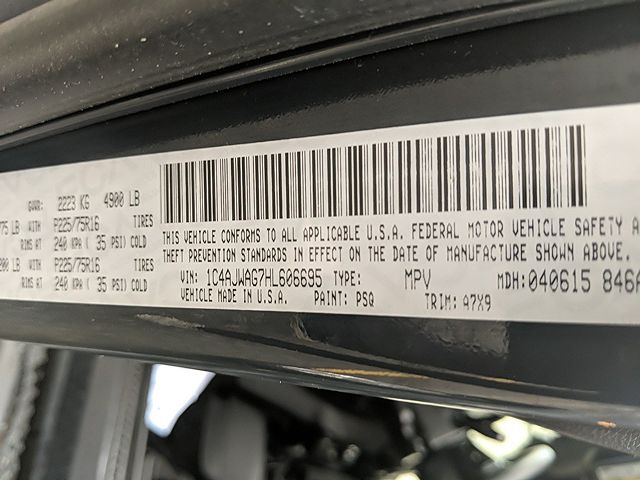 GVWR: 2223 KG 4900 LB
75 LB WITH P225/75R16 TIRES
RIMS AT 240 KPA ( 35 PSI) COLD
00 LB WITH P225/75R16 TIRES
RIMS AT 240 KPA ( 35 PSI) COLD
THIS VEHICLE CONFORMS TO ALL APPLICABLE U.S.A. FEDERAL MOTOR VEHICLE SAFETY A
THEFT PREVENTION STANDARDS IN EFFECT ON THE DATE OF MANUFACTURE SHOWN ABOVE.
VIN: 1C4AJWAG7HL606695 TYPE: MPV MDH:040615 846A
VEHICLE MADE IN U.S.A. PAINT: PSQ TRIM: A7X9